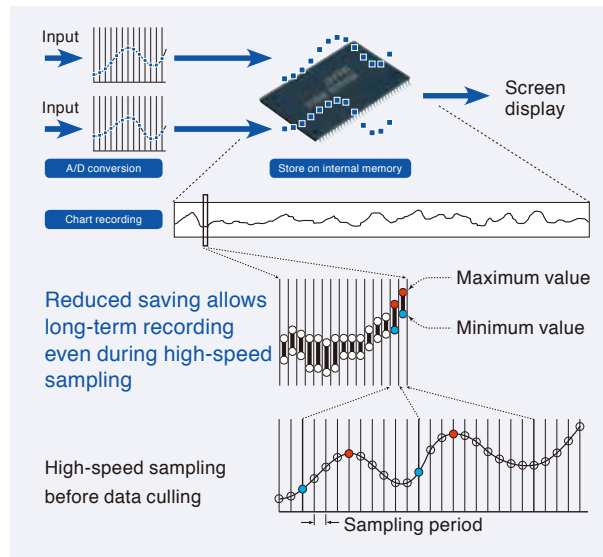 Input
Input
Screen
display
A/D conversion
Store on internal memory
Chart recording
Maximum value
Reduced saving allows
long-term recording
even during high-speed
sampling
Minimum value
High-speed sampling
before data culling
Sampling period